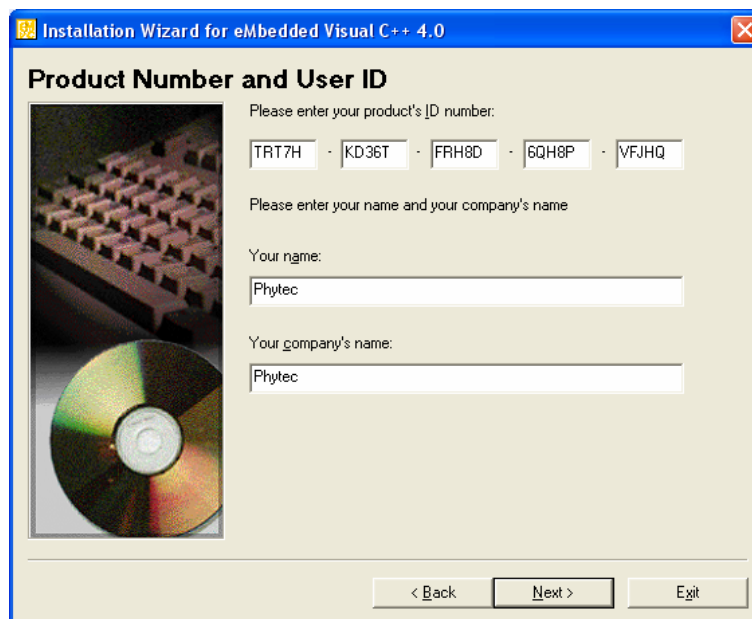 Installation Wizard for eMbedded Visual C++ 4.0
Product Number and User ID
Please enter your product's ID number:
TRT7H - KD36T - FRH8D - 6QH8P - VFJHQ
Please enter your name and your company's name
Your name:
Phytec
Your company's name:
Phytec
< Back Next > Exit